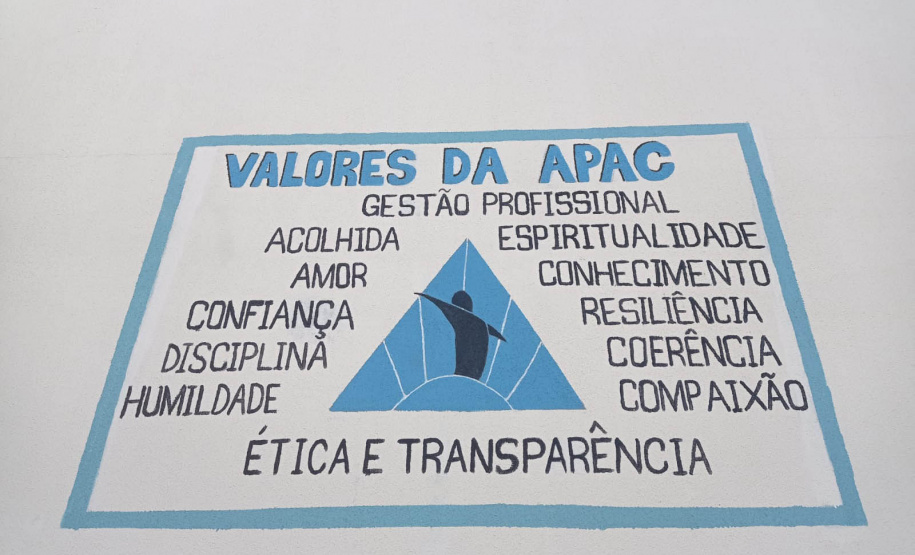 VALORES DA APAC
GESTÃO PROFISSIONAL
ACOLHIDA ESPIRITUALIDADE
AMOR CONHECIMENTO
CONFIANÇA RESILIÊNCIA
DISCIPLINA COERÊNCIA
HUMILDADE COMPAIXÃO
ÉTICA E TRANSPARÊNCIA